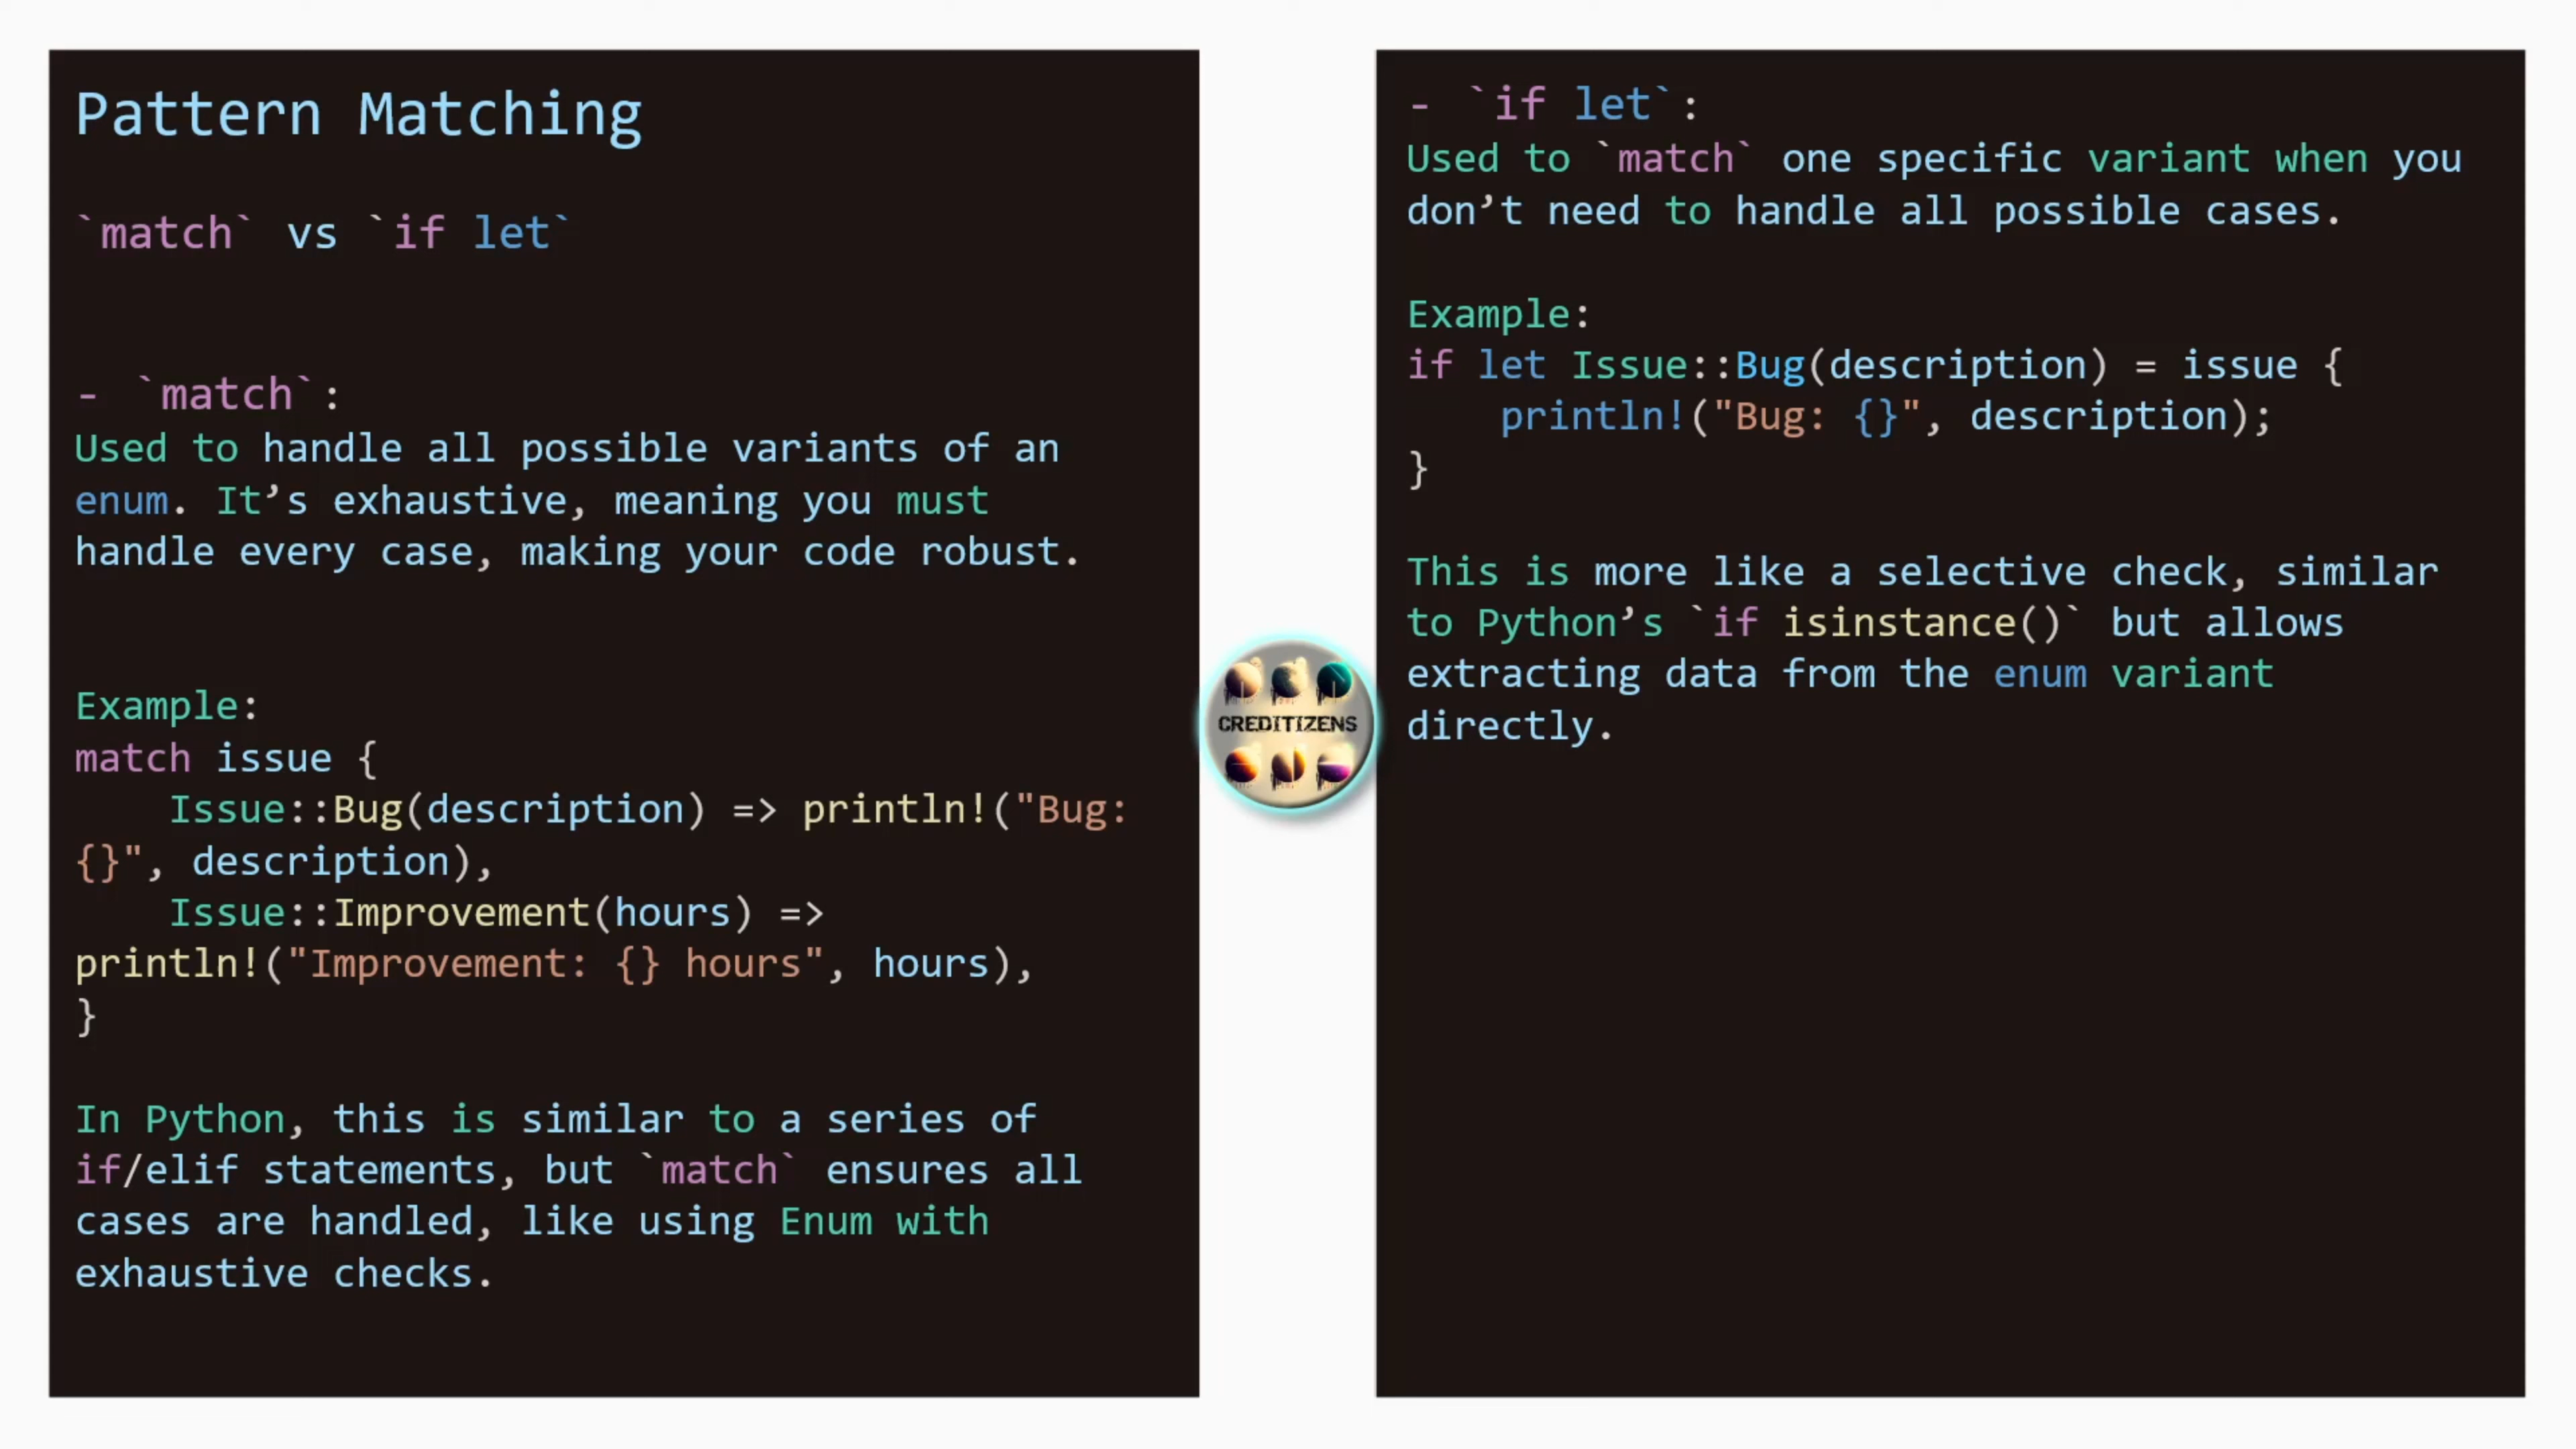 Pattern Matching
`match` vs `if let`
- `match`:
Used to handle all possible variants of an
enum. It’s exhaustive, meaning you must
handle every case, making your code robust.
Example:
match issue {
    Issue::Bug(description) => println!("Bug:
{}", description),
    Issue::Improvement(hours) =>
println!("Improvement: {} hours", hours),
}
In Python, this is similar to a series of
if/elif statements, but `match` ensures all
cases are handled, like using Enum with
exhaustive checks.
CREDITIZENS
- `if let`:
Used to `match` one specific variant when you
don’t need to handle all possible cases.
Example:
if let Issue::Bug(description) = issue {
    println!("Bug: {}", description);
}
This is more like a selective check, similar
to Python’s `if isinstance()` but allows
extracting data from the enum variant
directly.